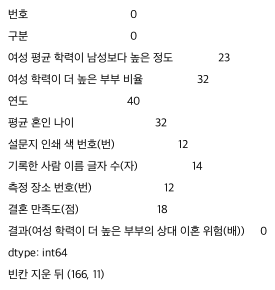 번호 0
구분 0
여성 평균 학력이 남성보다 높은 정도 23
여성 학력이 더 높은 부부 비율 32
연도 40
평균 혼인 나이 32
설문지 인쇄 색 번호(번) 12
기록한 사람 이름 글자 수(자) 14
측정 장소 번호(번) 12
결혼 만족도(점) 18
결과(여성 학력이 더 높은 부부의 상대 이혼 위험(배)) 0
dtype: int64
빈칸 지운 뒤 (166, 11)